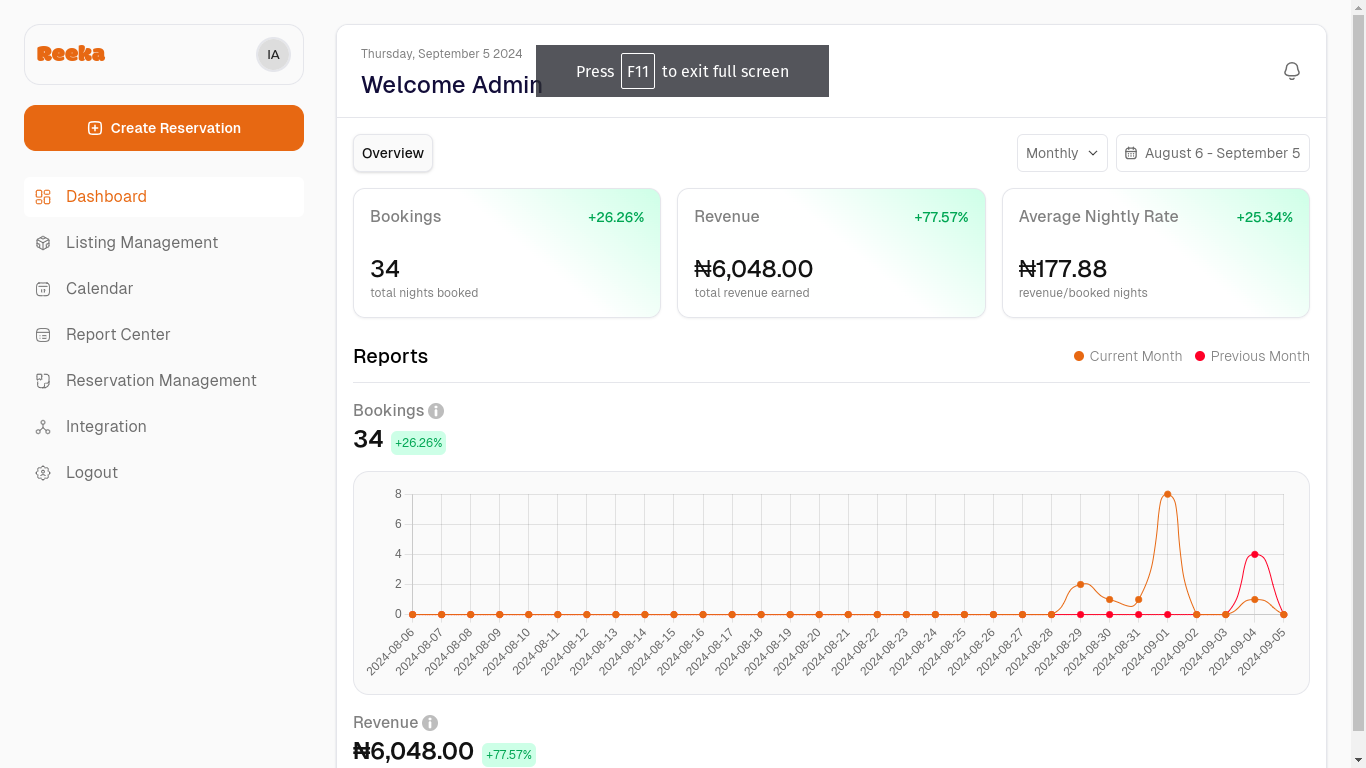 Reeka
IA
Create Reservation
Dashboard
Listing Management
Calendar
Report Center
Reservation Management
Integration
Logout
Thursday, September 5 2024
Welcome Admin
Press F11 to exit full screen
Overview
Monthly
August 6 - September 5
Bookings +26.26%
34
total nights booked
Revenue +77.57%
₦6,048.00
total revenue earned
Average Nightly Rate +25.34%
₦177.88
revenue/booked nights
Reports
Current Month
Previous Month
Bookings
34 +26.26%
8
6
4
2
0
2024-08-06
2024-08-07
2024-08-08
2024-08-09
2024-08-10
2024-08-11
2024-08-12
2024-08-13
2024-08-14
2024-08-15
2024-08-16
2024-08-17
2024-08-18
2024-08-19
2024-08-20
2024-08-21
2024-08-22
2024-08-23
2024-08-24
2024-08-25
2024-08-26
2024-08-27
2024-08-28
2024-08-29
2024-08-30
2024-08-31
2024-09-01
2024-09-02
2024-09-03
2024-09-04
2024-09-05
Revenue
₦6,048.00 +77.57%